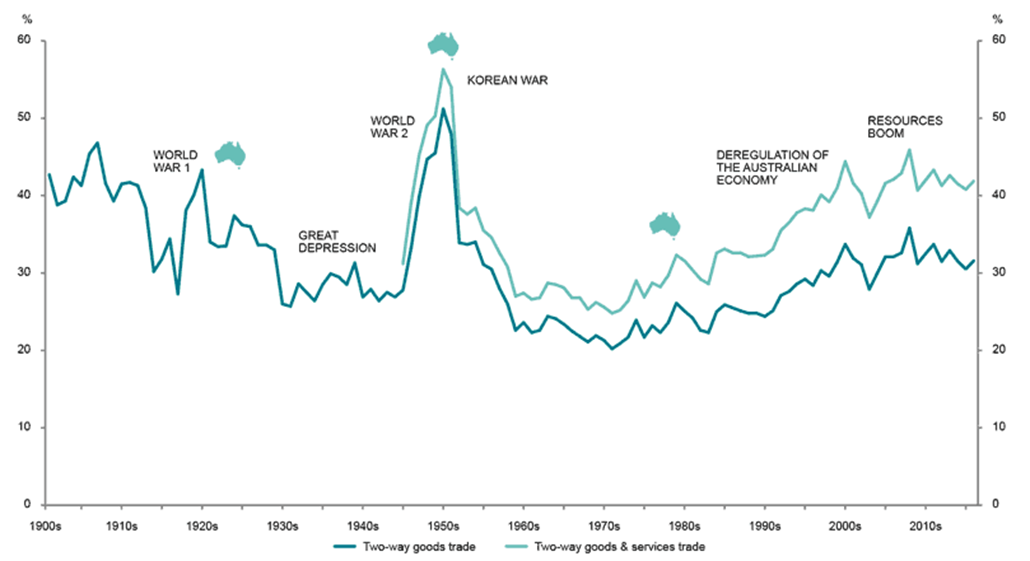 % %
60 60
KOREAN WAR
50 50
WORLD
WAR 2
RESOURCES
BOOM
WORLD
WAR 1
DEREGULATION OF
THE AUSTRALIAN
ECONOMY
40 40
GREAT
DEPRESSION
30 30
20 20
10 10
0 0
1900s 1910s 1920s 1930s 1940s 1950s 1960s 1970s 1980s 1990s 2000s 2010s
Two-way goods trade Two-way goods & services trade